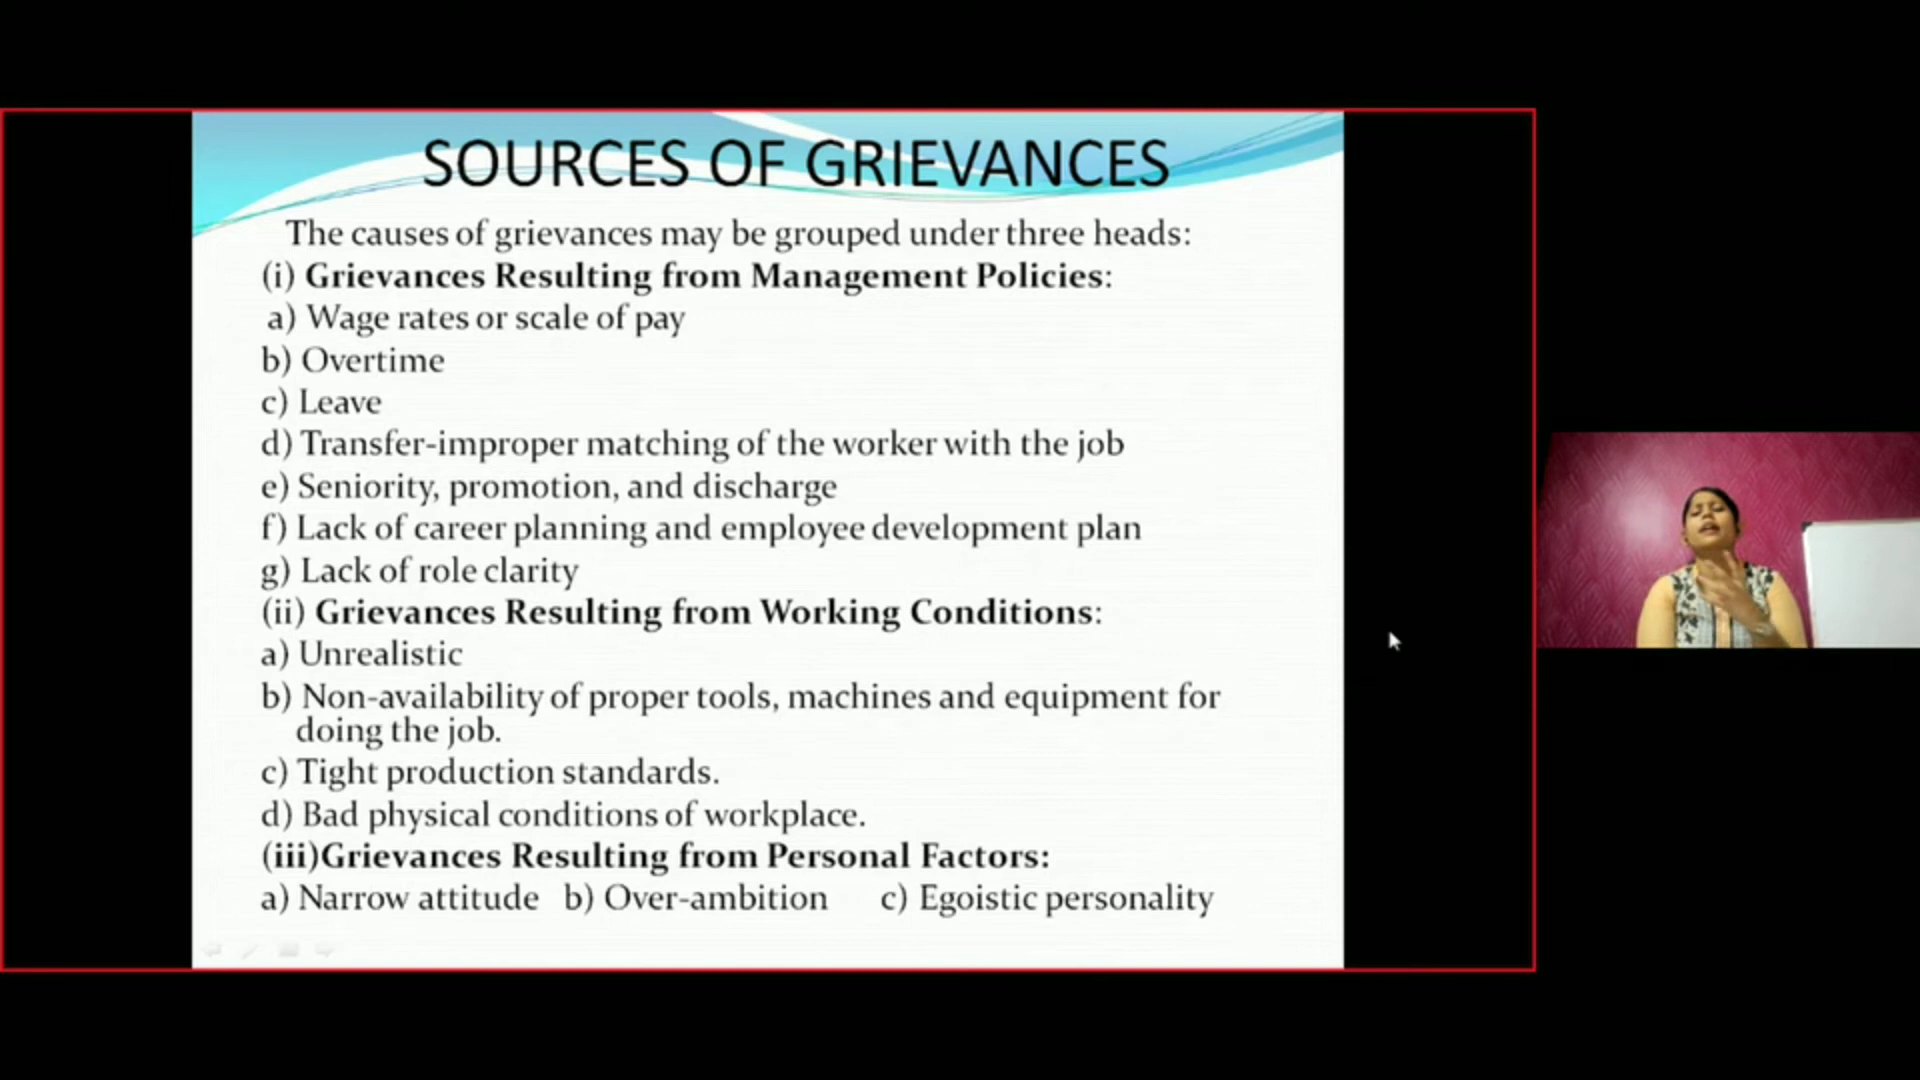 SOURCES OF GRIEVANCES
The causes of grievances may be grouped under three heads:
(i) Grievances Resulting from Management Policies:
a) Wage rates or scale of pay
b) Overtime
c) Leave
d) Transfer-improper matching of the worker with the job
e) Seniority, promotion, and discharge
f) Lack of career planning and employee development plan
g) Lack of role clarity
(ii) Grievances Resulting from Working Conditions:
a) Unrealistic
b) Non-availability of proper tools, machines and equipment for
doing the job.
c) Tight production standards.
d) Bad physical conditions of workplace.
(iii)Grievances Resulting from Personal Factors:
a) Narrow attitude b) Over-ambition c) Egoistic personality